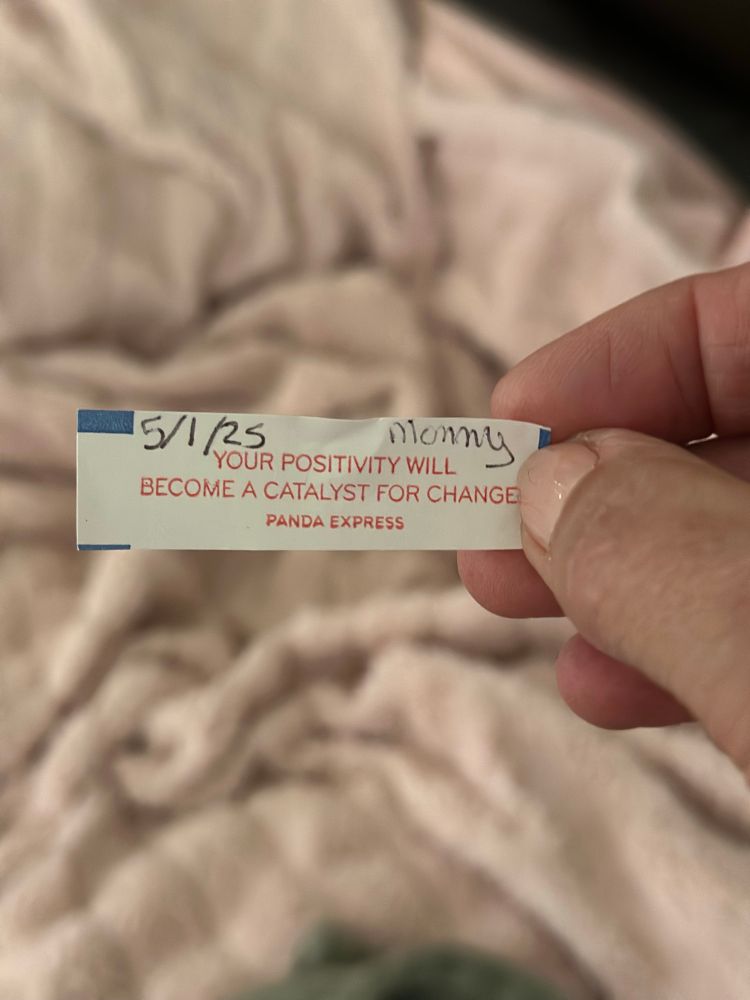 5/1/25 Mommy
YOUR POSITIVITY WILL
BECOME A CATALYST FOR CHANGE
PANDA EXPRESS